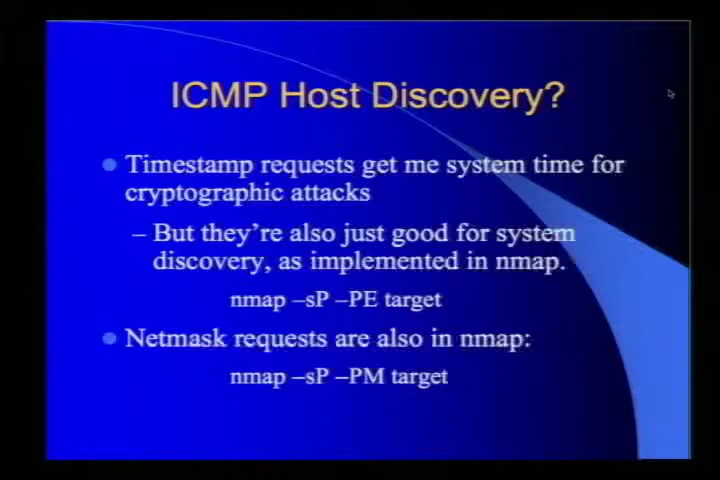 ICMP Host Discovery?
Timestamp requests get me system time for
cryptographic attacks
– But they're also just good for system
discovery, as implemented in nmap.
nmap –sP –PE target
Netmask requests are also in nmap:
nmap –sP –PM target